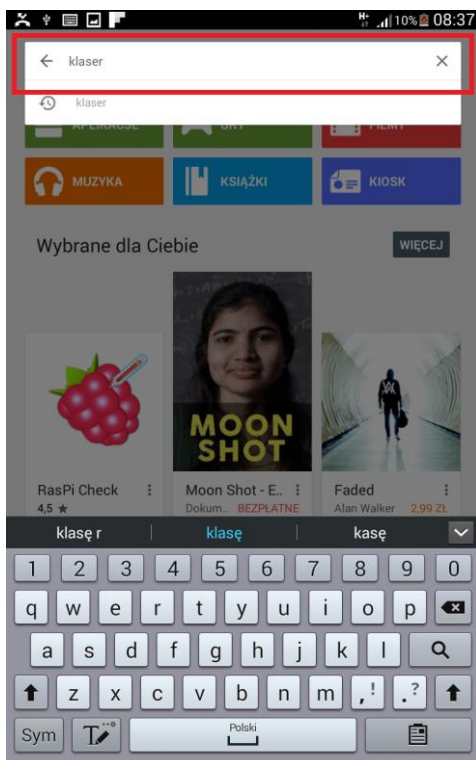 H+ 10% 08:37
klaser
klaser
APLIKACJE GRY FILMY
MUZYKA KSIĄŻKI KIOSK
Wybrane dla Ciebie WIĘCEJ
MOON
SHOT
RasPi Check Moon Shot - E.. Faded
4,5 ★ Dokum.. BEZPŁATNE Alan Walker 2,99 ZŁ
klasę r klasę kasę
1 2 3 4 5 6 7 8 9 0
q w e r t y u i o p
a s d f g h j k l
z x c v b n m , ! . ?
Sym T Polski